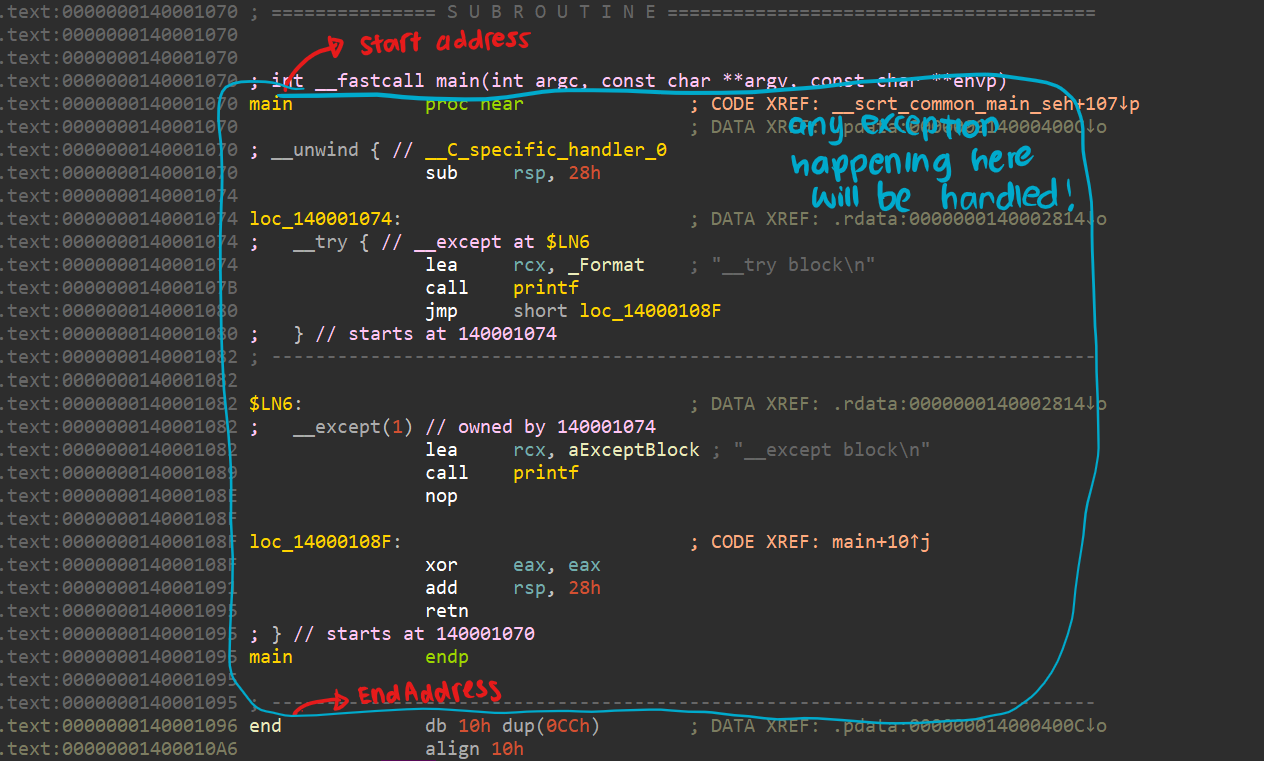 .text:0000000140001070 ; =============== S U B R O U T I N E =======================================
.text:0000000140001070
.text:0000000140001070
Start address
.text:0000000140001070 ; int __fastcall main(int argc, const char **argv, const char **envp)
.text:0000000140001070 main proc near ; CODE XREF: __scrt_common_main_seh+107↓p
.text:0000000140001070 ; DATA XREF: .pdata:000000014000400C↓o
any exception
happening here
will be handled!
.text:0000000140001070 ; __unwind { // __C_specific_handler_0
.text:0000000140001070 sub rsp, 28h
.text:0000000140001074
.text:0000000140001074 loc_140001074: ; DATA XREF: .rdata:0000000140002814↓o
.text:0000000140001074 ; __try { // __except at $LN6
.text:0000000140001074 lea rcx, _Format ; "__try block\n"
.text:000000014000107B call printf
.text:0000000140001080 jmp short loc_14000108F
.text:0000000140001080 ; } // starts at 140001074
.text:0000000140001082 ; ---------------------------------------------------------------------------
.text:0000000140001082
.text:0000000140001082 $LN6: ; DATA XREF: .rdata:0000000140002814↓o
.text:0000000140001082 ; __except(1) // owned by 140001074
.text:0000000140001082 lea rcx, aExceptBlock ; "__except block\n"
.text:0000000140001089 call printf
.text:000000014000108E nop
.text:000000014000108F
.text:000000014000108F loc_14000108F: ; CODE XREF: main+10↑j
.text:000000014000108F xor eax, eax
.text:0000000140001091 add rsp, 28h
.text:0000000140001095 retn
.text:0000000140001095 ; } // starts at 140001070
.text:0000000140001095 main endp
.text:0000000140001095
End Address
.text:0000000140001095 ; ---------------------------------------------------------------------------
.text:0000000140001096 end db 10h dup(0CCh) ; DATA XREF: .pdata:000000014000400C↓o
.text:00000001400010A6 align 10h